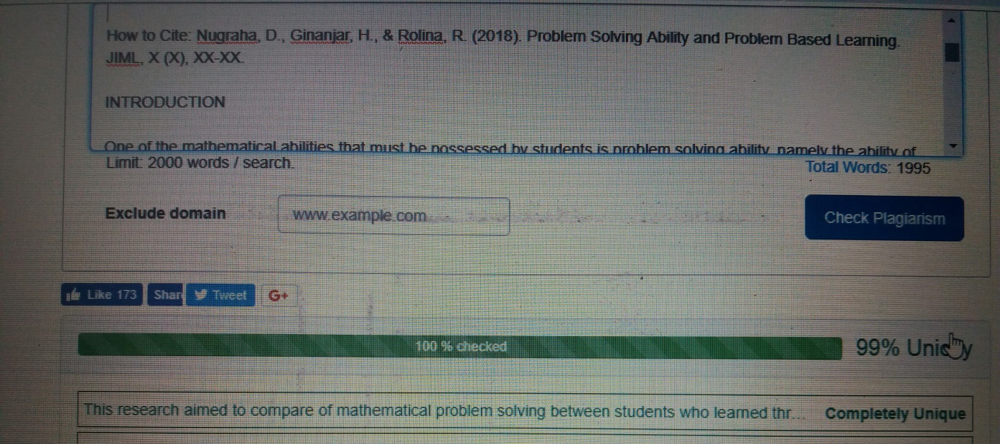 How to Cite: Nugraha, D., Ginanjar, H., & Rolina, R. (2018). Problem Solving Ability and Problem Based Learning.
JIML, X (X), XX-XX.
INTRODUCTION
One of the mathematical abilities that must be possessed by students is problem solving ability, namely the ability of
Limit: 2000 words / search.
Total Words: 1995
Exclude domain
www.example.com
Check Plagiarism
Like 173
Shar
Tweet
G+
100 % checked
99%
This research aimed to compare of mathematical problem solving between students who learned thr...
Completely Unique